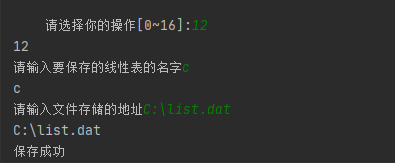 请选择你的操作[0~16]:12
12
请输入要保存的线性表的名字c
c
请输入文件存储的地址C:\list.dat
C:\list.dat
保存成功